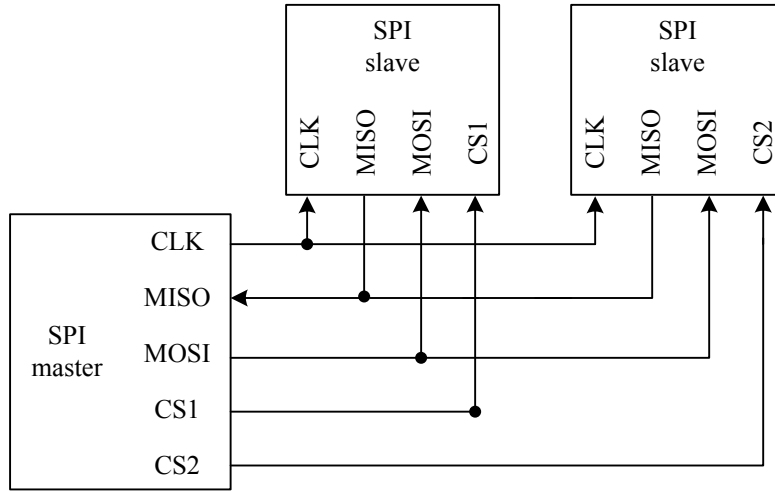 SPI
slave
CLK
MISO
MOSI
CS1
SPI
slave
CLK
MISO
MOSI
CS2
SPI
master
CLK
MISO
MOSI
CS1
CS2